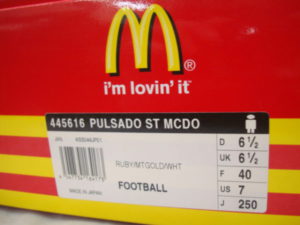 M®
i'm lovin' it
445616 PULSADO ST MCDO
JAN
RUBY/MTGOLD/WHT
FOOTBALL
MADE IN JAPAN
D 6 1/2
UK 6 1/2
F 40
US 7
J 250